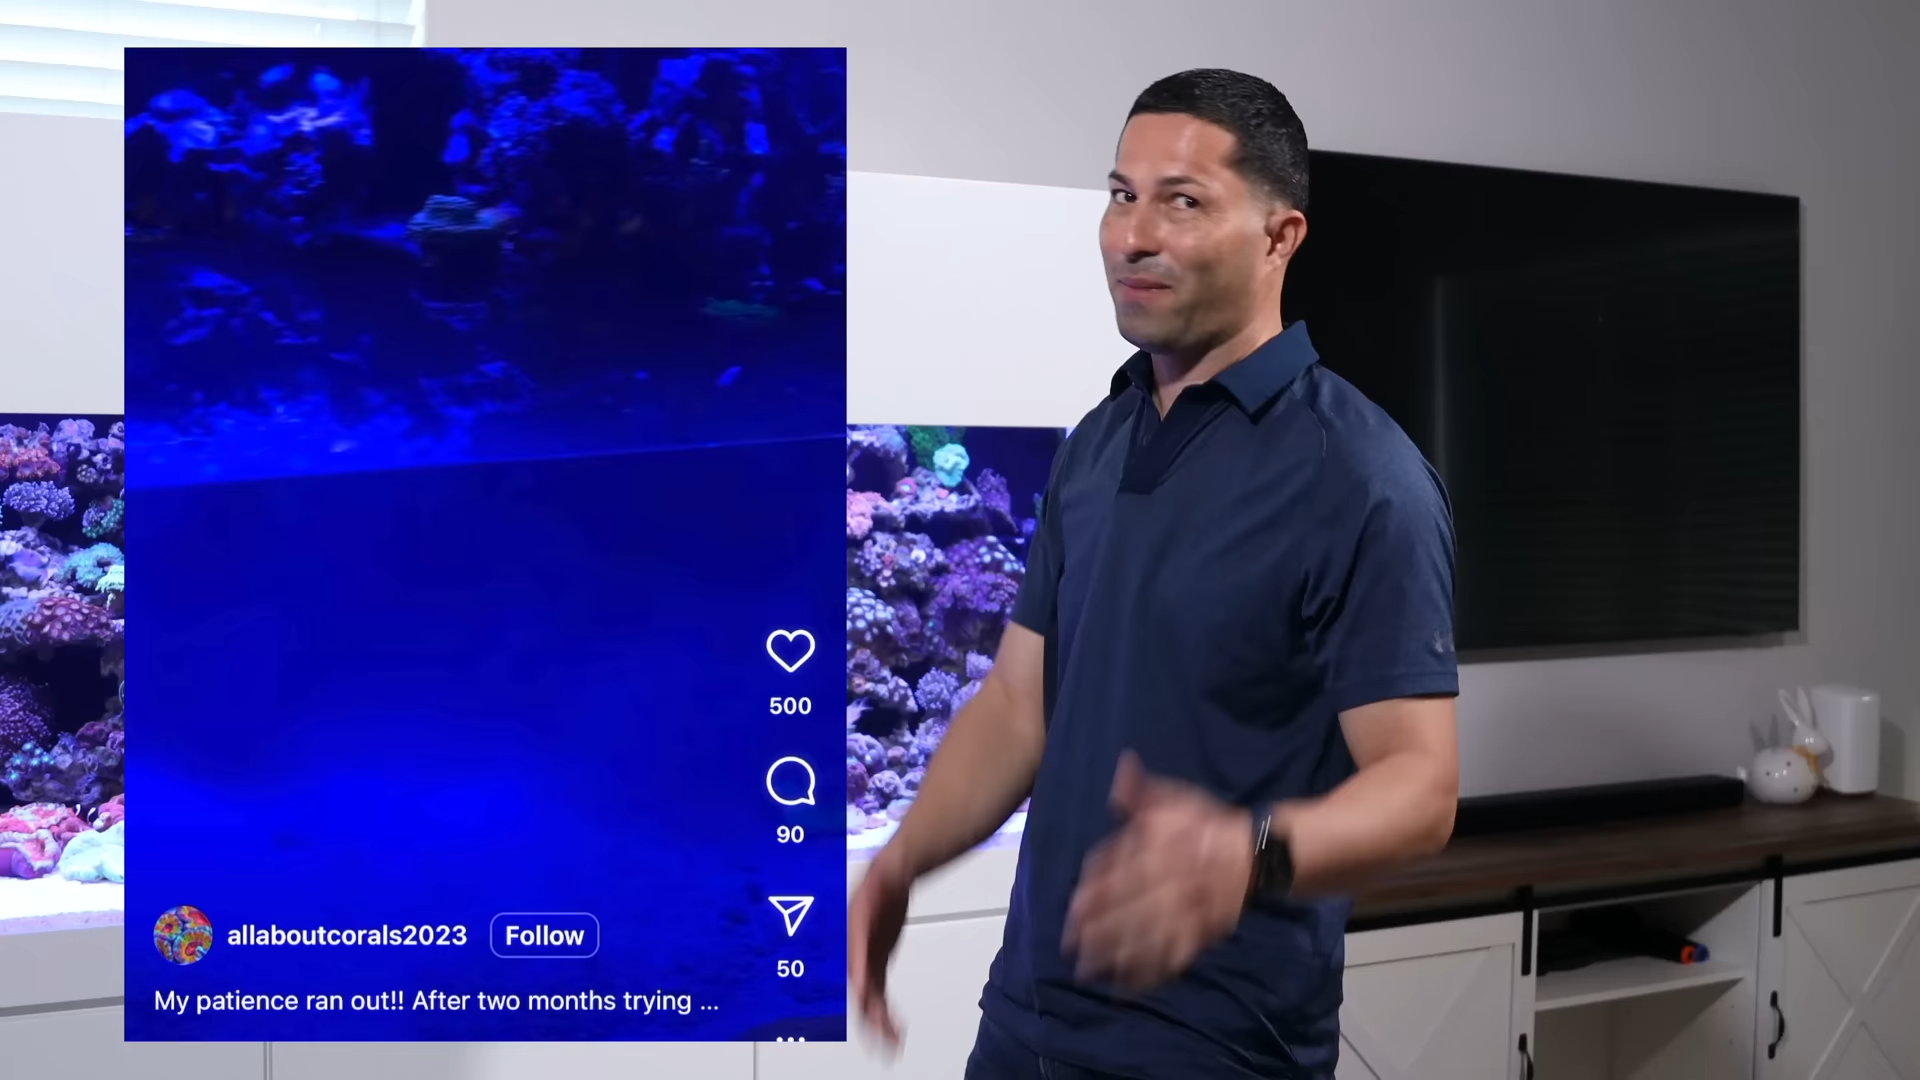 500
90
50
allaboutcorals2023 Follow
My patience ran out!! After two months trying ...